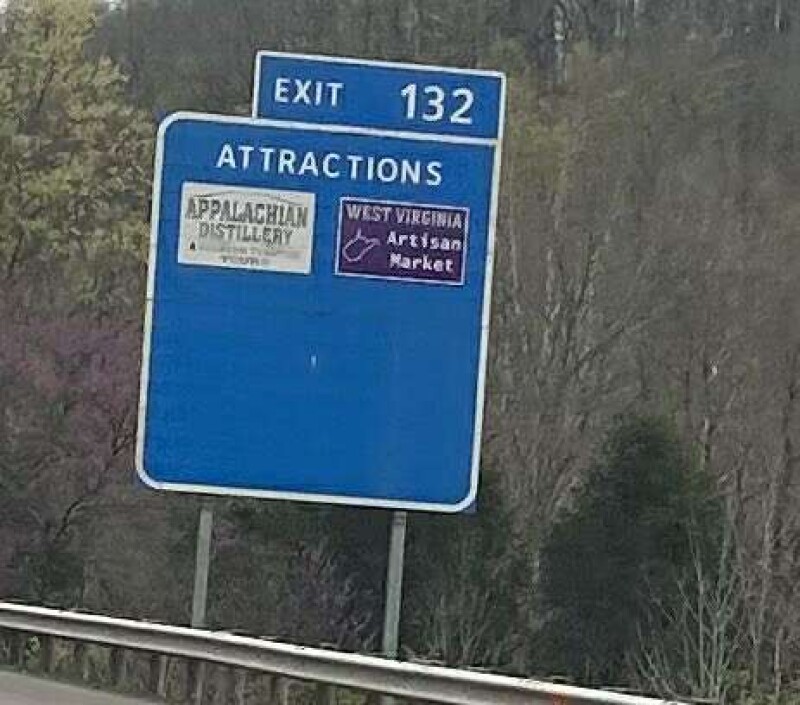 EXIT 132
ATTRACTIONS
APPALACHIAN
DISTILLERY
WEST VIRGINIA
Artisan
Market